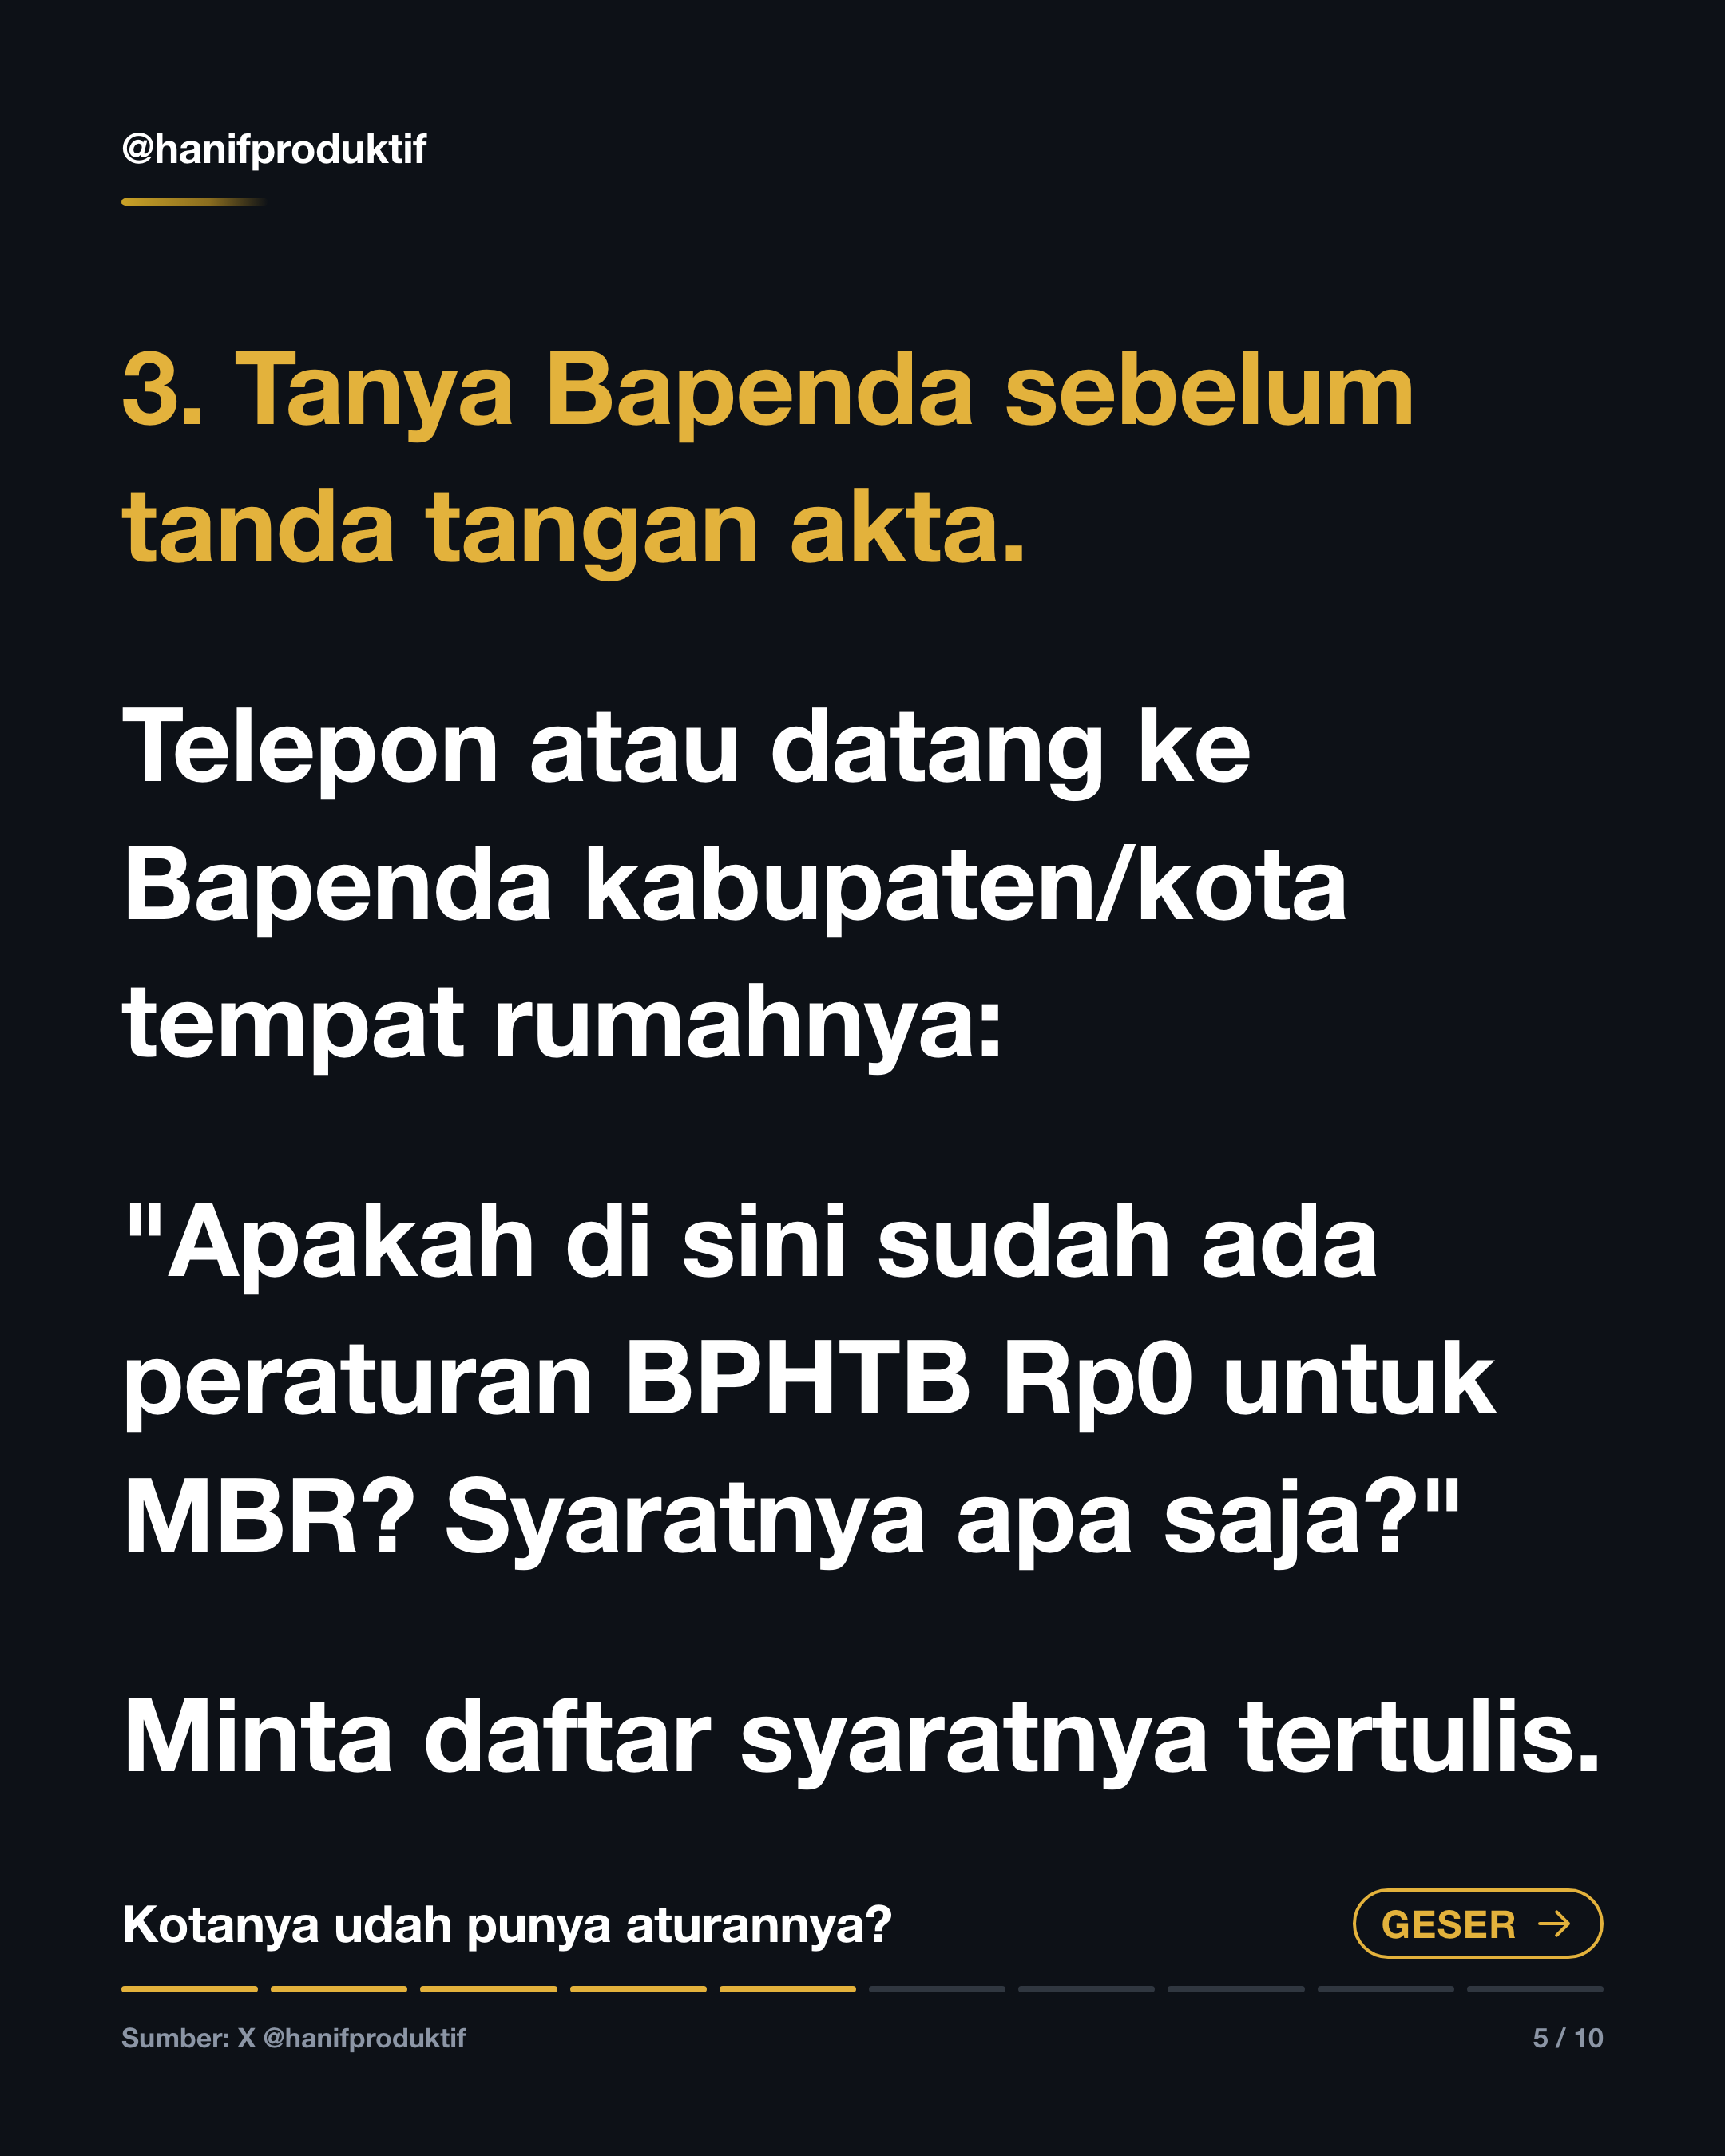 @hanifproduktif
3. Tanya Bapenda sebelum
tanda tangan akta.
Telepon atau datang ke
Bapenda kabupaten/kota
tempat rumahnya:
"Apakah di sini sudah ada
peraturan BPHTB Rp0 untuk
MBR? Syaratnya apa saja?"
Minta daftar syaratnya tertulis.
Kotanya udah punya aturannya?
GESER →
Sumber: X @hanifproduktif
5 / 10